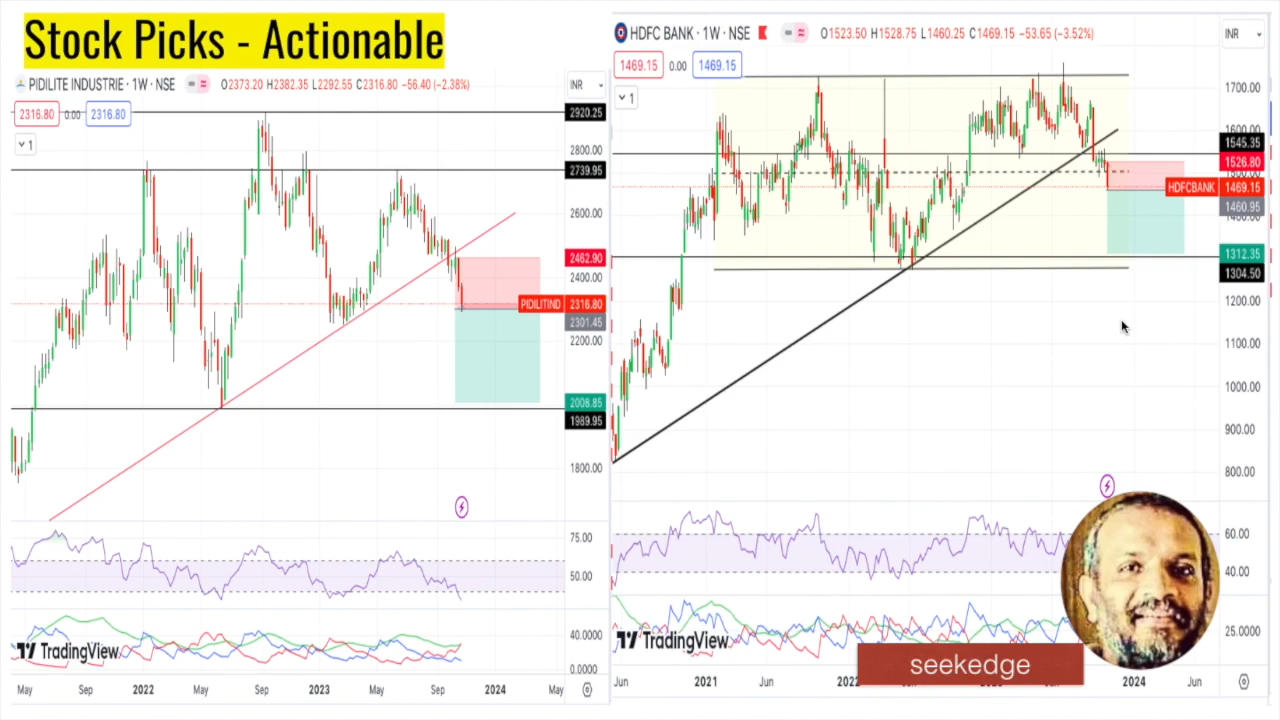 Stock Picks - Actionable
PIDILITE INDUSTRIE · 1W · NSE
O2373.20 H2382.35 L2292.55 C2316.80 −56.40 (−2.38%)
INR
2316.80
0.00
2316.80
1
2920.25
2800.00
2739.95
2600.00
2462.90
2400.00
PIDILITIND
2316.80
2301.45
2200.00
2008.85
1989.95
1800.00
75.00
50.00
40.0000
0.0000
TradingView
May
Sep
2022
May
Sep
2023
May
Sep
2024
May
HDFC BANK · 1W · NSE
O1523.50 H1528.75 L1460.25 C1469.15 −53.65 (−3.52%)
INR
1469.15
0.00
1469.15
1
1700.00
1600.00
1545.35
1526.80
HDFCBANK
1469.15
1460.95
1400.00
1312.35
1304.50
1200.00
1100.00
1000.00
900.00
800.00
60.00
40.00
25.0000
TradingView
seekedge
Jun
2021
Jun
2022
2024
Jun